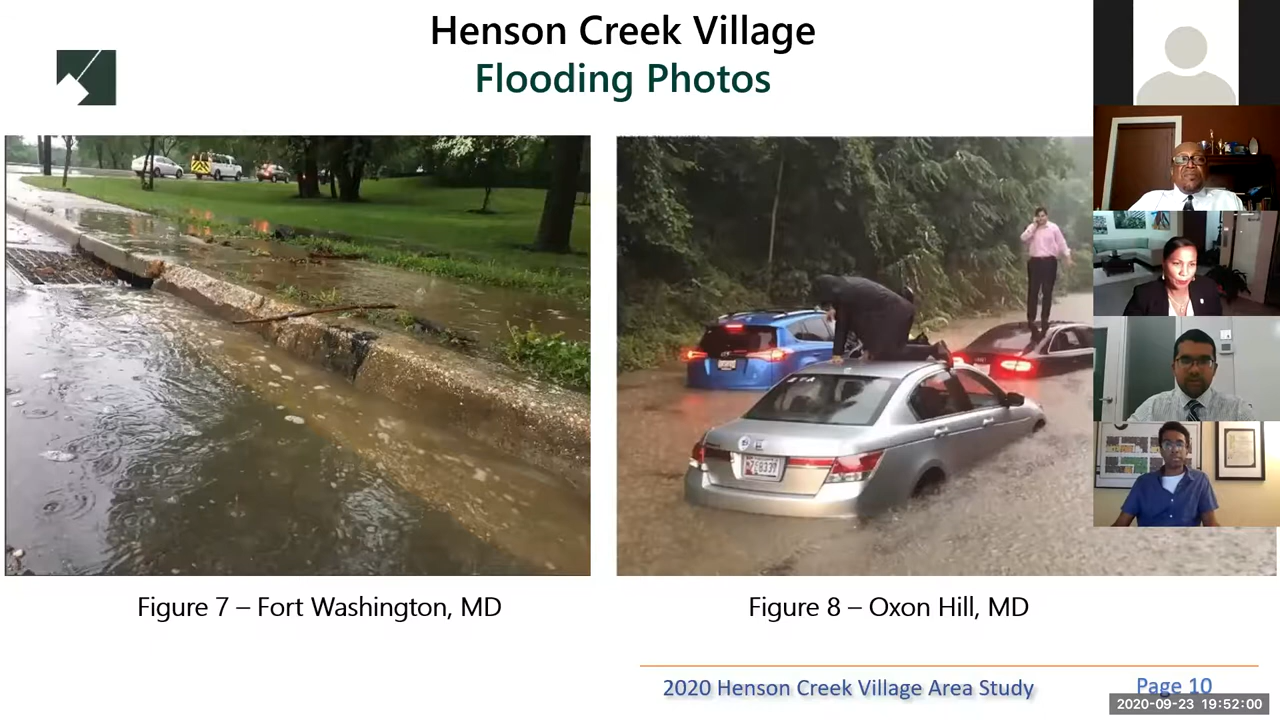 Henson Creek Village
Flooding Photos
Figure 7 – Fort Washington, MD
Figure 8 – Oxon Hill, MD
2020 Henson Creek Village Area Study
Page 10
2020-09-23 19:52:00